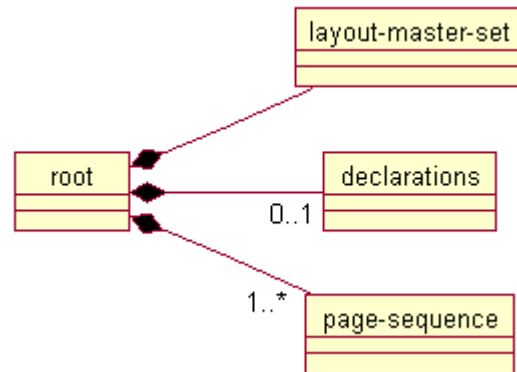 layout-master-set
root
declarations
0..1
1..*
page-sequence